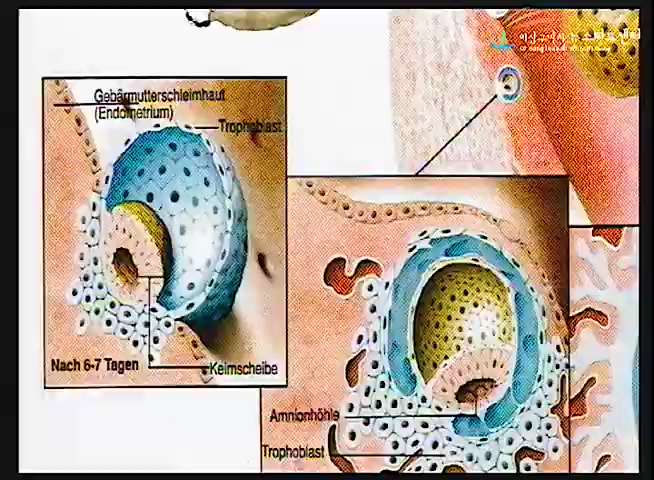 Gebärmutterschleimhaut
(Endometrium)
Trophoblast
Nach 6-7 Tagen
Keimscheibe
Amnionhöhle
Trophoblast